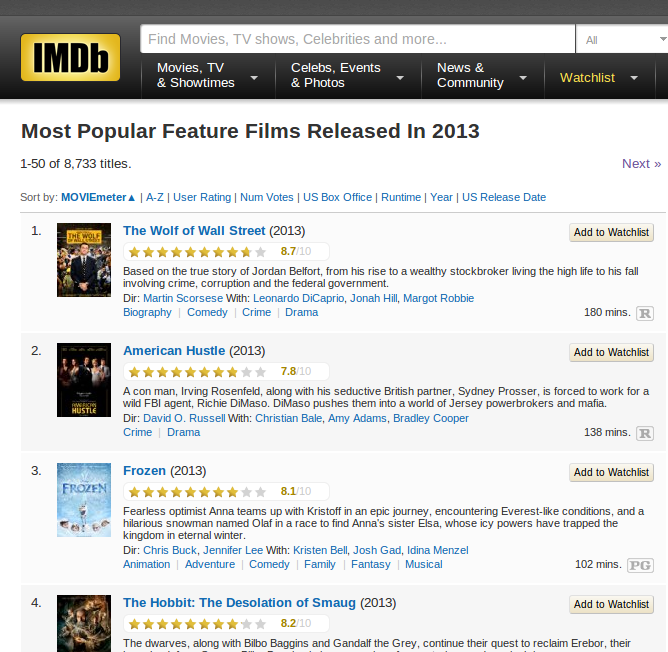 IMDb
Find Movies, TV shows, Celebrities and more...
All
Movies, TV
& Showtimes
Celebs, Events
& Photos
News &
Community
Watchlist
Most Popular Feature Films Released In 2013
1-50 of 8,733 titles.
Next »
Sort by: MOVIEmeter▲ | A-Z | User Rating | Num Votes | US Box Office | Runtime | Year | US Release Date
1. The Wolf of Wall Street (2013)
Add to Watchlist
THE WOLF
OF WALL STREET
8.7/10
Based on the true story of Jordan Belfort, from his rise to a wealthy stockbroker living the high life to his fall
involving crime, corruption and the federal government.
Dir: Martin Scorsese With: Leonardo DiCaprio, Jonah Hill, Margot Robbie
Biography | Comedy | Crime | Drama
180 mins. R
2. American Hustle (2013)
Add to Watchlist
7.8/10
A con man, Irving Rosenfeld, along with his seductive British partner, Sydney Prosser, is forced to work for a
wild FBI agent, Richie DiMaso. DiMaso pushes them into a world of Jersey powerbrokers and mafia.
AMERICAN
HUSTLE
Dir: David O. Russell With: Christian Bale, Amy Adams, Bradley Cooper
Crime | Drama
138 mins. R
3. Frozen (2013)
Add to Watchlist
FROZEN
8.1/10
Fearless optimist Anna teams up with Kristoff in an epic journey, encountering Everest-like conditions, and a
hilarious snowman named Olaf in a race to find Anna's sister Elsa, whose icy powers have trapped the
kingdom in eternal winter.
Dir: Chris Buck, Jennifer Lee With: Kristen Bell, Josh Gad, Idina Menzel
Animation | Adventure | Comedy | Family | Fantasy | Musical
102 mins. PG
4. The Hobbit: The Desolation of Smaug (2013)
Add to Watchlist
8.2/10
The dwarves, along with Bilbo Baggins and Gandalf the Grey, continue their quest to reclaim Erebor, their